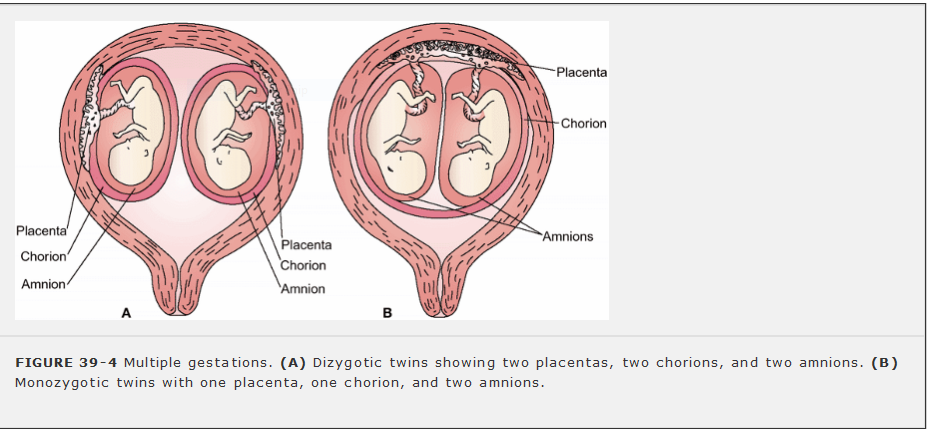 Placenta
Chorion
Amnion
Placenta
Chorion
Amnion
A
Placenta
Chorion
Amnions
B
FIGURE 39-4 Multiple gestations. (A) Dizygotic twins showing two placentas, two chorions, and two amnions. (B)
Monozygotic twins with one placenta, one chorion, and two amnions.